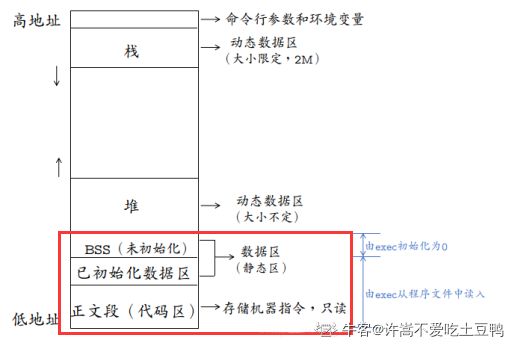 高地址
命令行参数和环境变量
栈
动态数据区
(大小限定，2M)
堆
动态数据区
(大小不定)
BSS（未初始化）
数据区
(静态区)
由exec初始化为0
已初始化数据区
由exec从程序文件中读入
正文段（代码区）
存储机器指令，只读
低地址
牛客@许嵩不爱吃土豆鸭